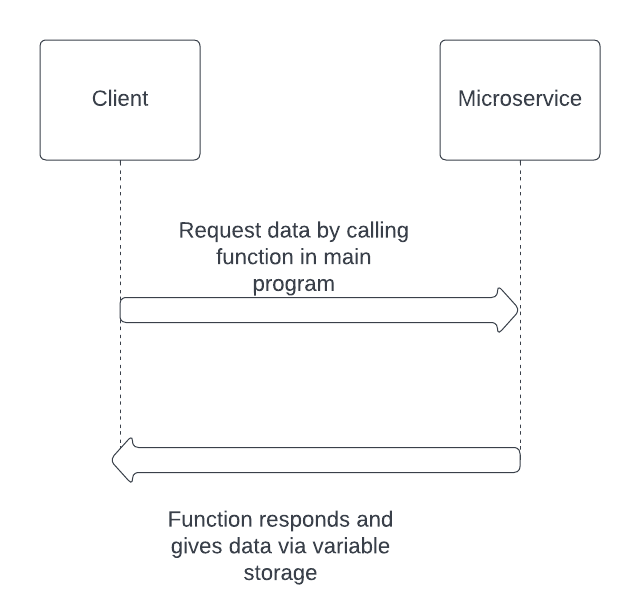 Client
Microservice
Request data by calling
function in main
program
Function responds and
gives data via variable
storage